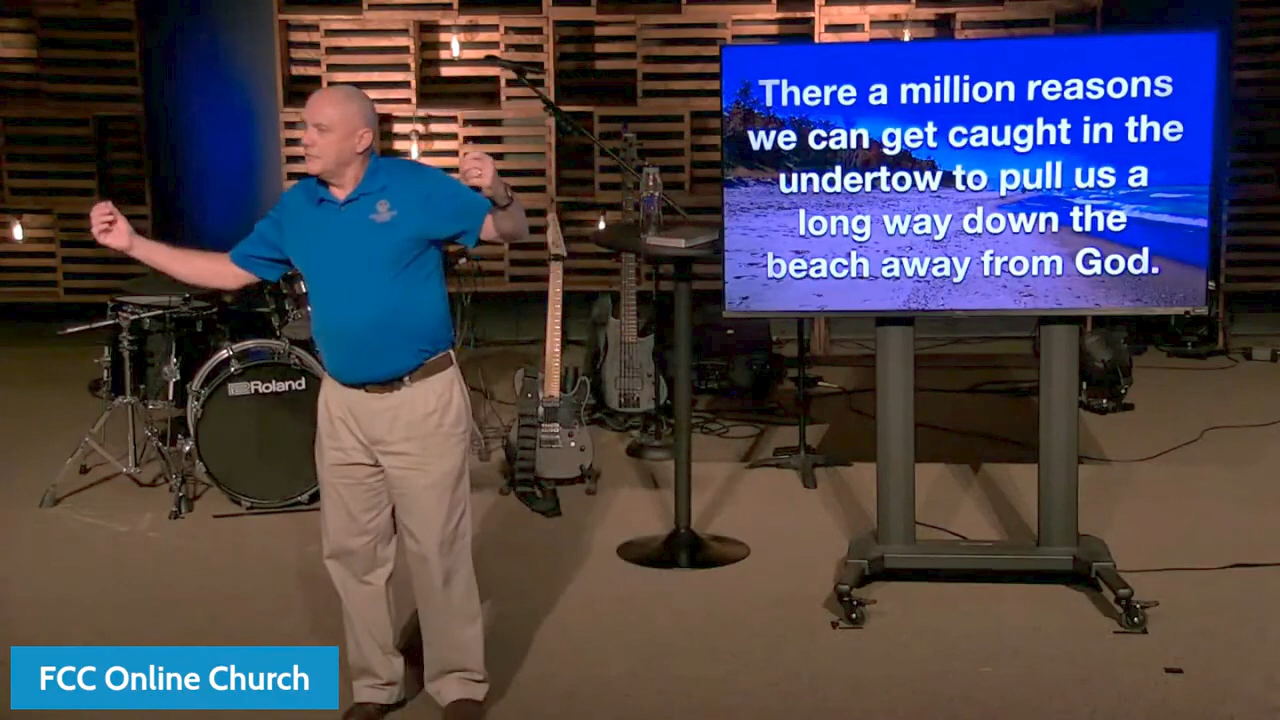 There a million reasons
we can get caught in the
undertow to pull us a
long way down the
beach away from God.
Roland
FCC Online Church